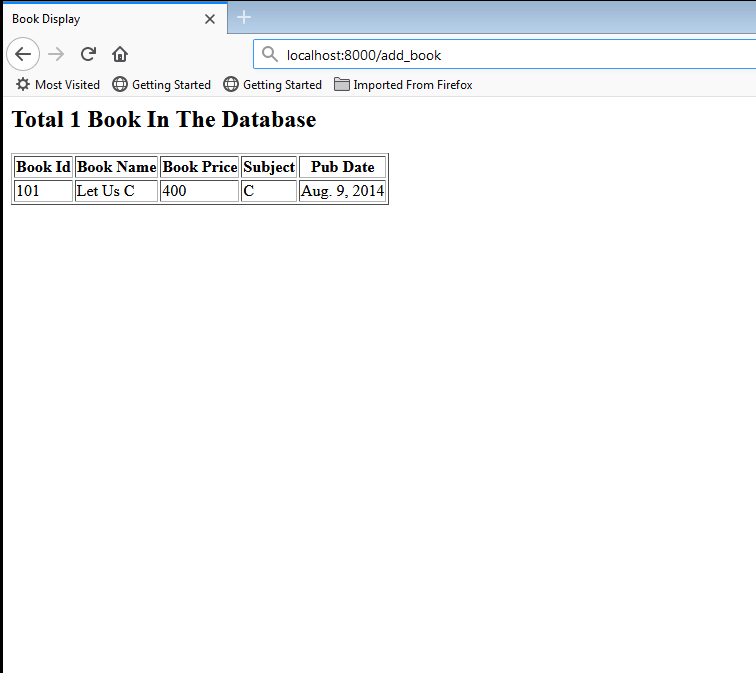 Book Display
localhost:8000/add_book
Most Visited Getting Started Getting Started Imported From Firefox
Total 1 Book In The Database
Book Id Book Name Book Price Subject Pub Date
101 Let Us C 400 C Aug. 9, 2014